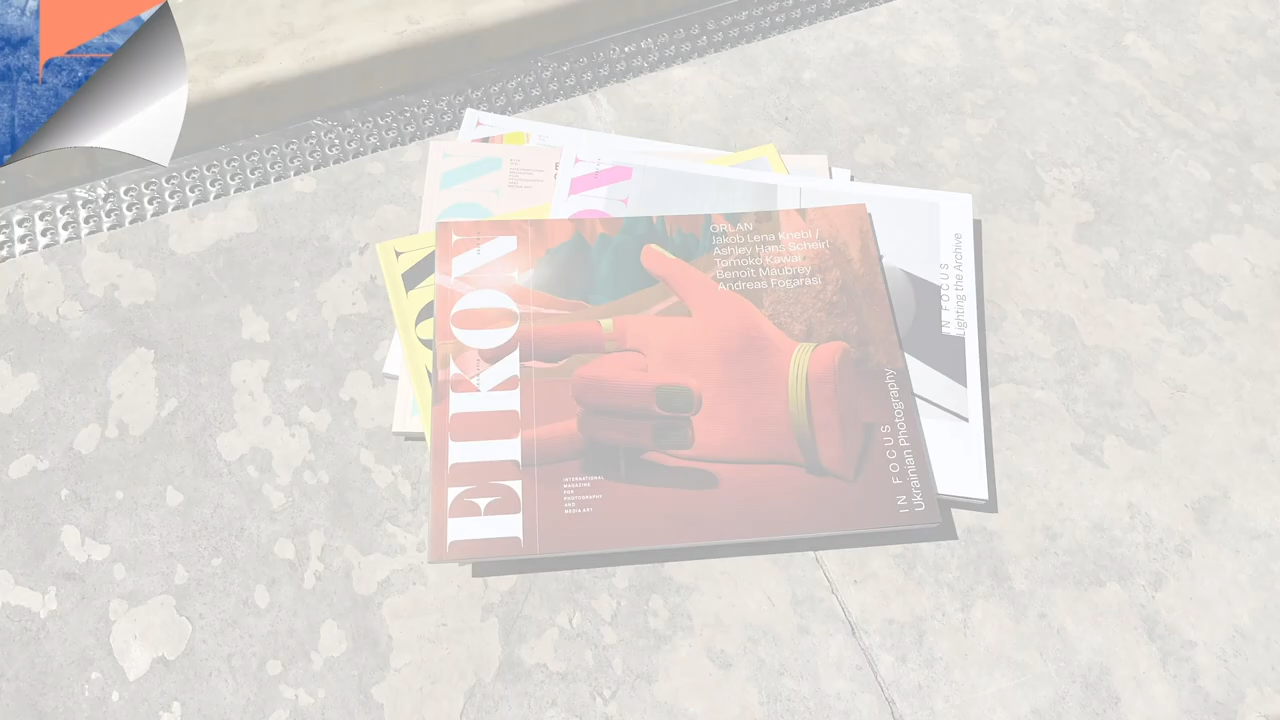 EIKON
ORLAN
Jakob Lena Knebl /
Ashley Hans Scheirl
Tomoko Kawai
Benoît Maubrey
Andreas Fogarasi
IN FOCUS
Ukrainian Photography
INTERNATIONAL
MAGAZINE
FOR
PHOTOGRAPHY
AND
MEDIA ART
IN FOCUS
Lighting the Archive